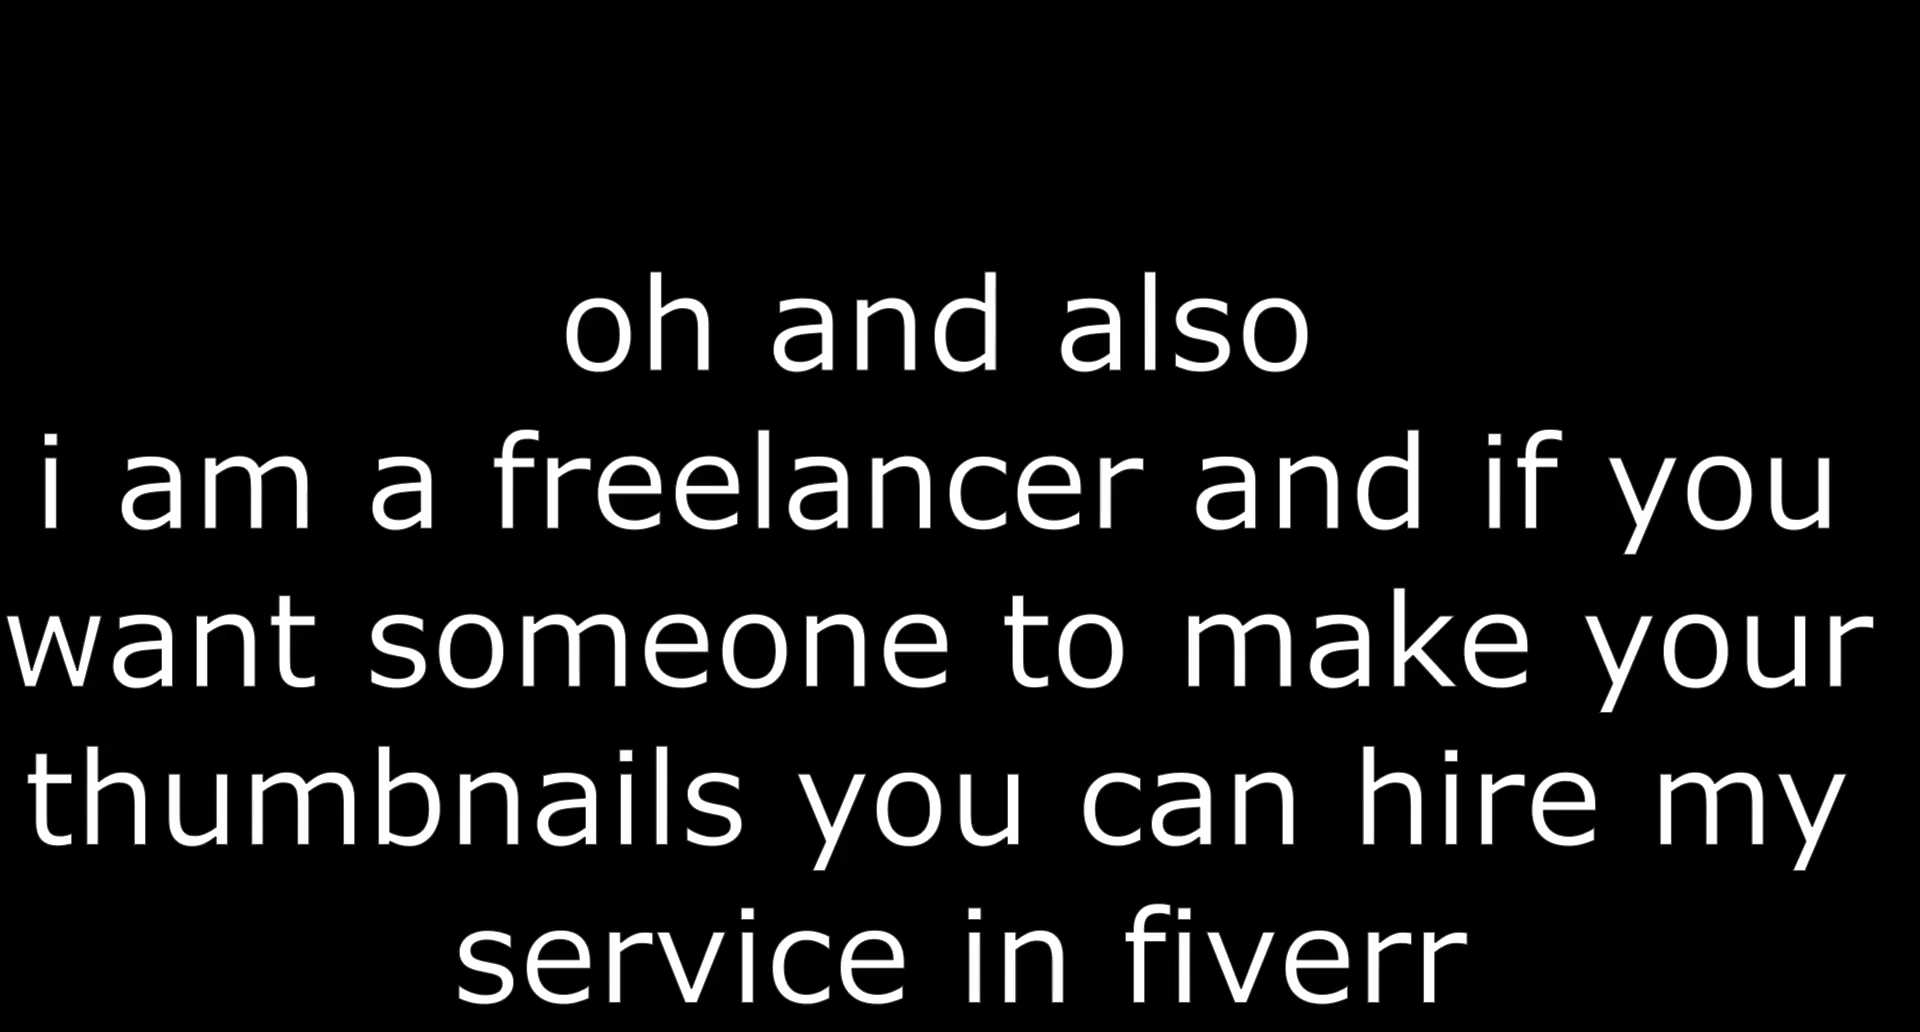 oh and also
i am a freelancer and if you
want someone to make your
thumbnails you can hire my
service in fiverr